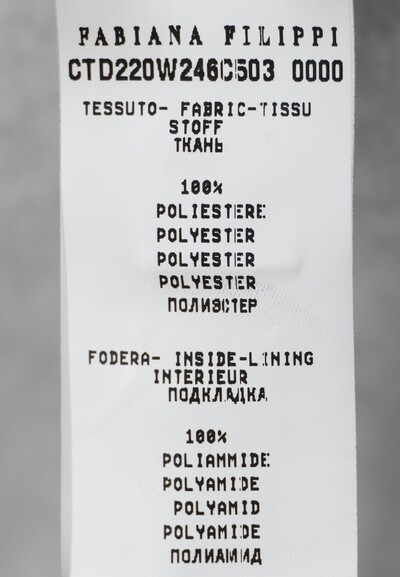 FABIANA FILIPPI
CTD220W246C503 0000
TESSUTO- FABRIC-TISSU
STOFF
ТКАНЬ
100%
POLIESTERE
POLYESTER
POLYESTER
POLYESTER
ПОЛИЭСТЕР
FODERA- INSIDE-LINING
INTERIEUR
ПОДКЛАДКА
100%
POLIAMMIDE
POLYAMIDE
POLYAMID
POLYAMIDE
ПОЛИАМИД